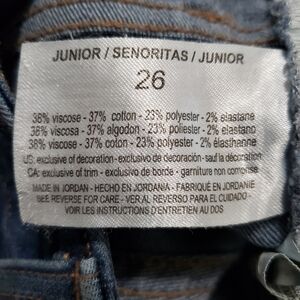 JUNIOR / SENORITAS / JUNIOR
26
38% viscose - 37% cotton - 23% polyester - 2% elastane
38% viscosa - 37% algodon - 23% polyester - 2% elastano
38% viscose - 37% coton - 23% polyester - 2% élasthanne
US: exclusive of decoration - exclusivo de decoración - sauf la décoration
CA: exclusive of trim - exclusivo de borde - garniture non comprise
MADE IN JORDAN - HECHO EN JORDANIA - FABRIQUÉ EN JORDANIE
SEE REVERSE FOR CARE - VER AL REVERSO PARA EL CUIDADO -
VOIR LES INSTRUCTIONS D'ENTRETIEN AU DOS